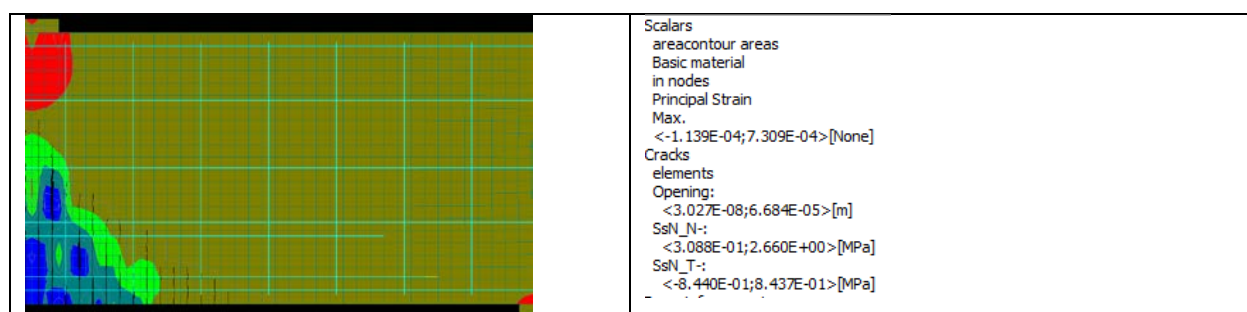 Scalars
areacontour areas
Basic material
in nodes
Principal Strain
Max.
<-1.139E-04;7.309E-04>[None]
Cracks
elements
Opening:
<3.027E-08;6.684E-05>[m]
SsN_N-:
<3.088E-01;2.660E+00>[MPa]
SsN_T-:
<-8.440E-01;8.437E-01>[MPa]